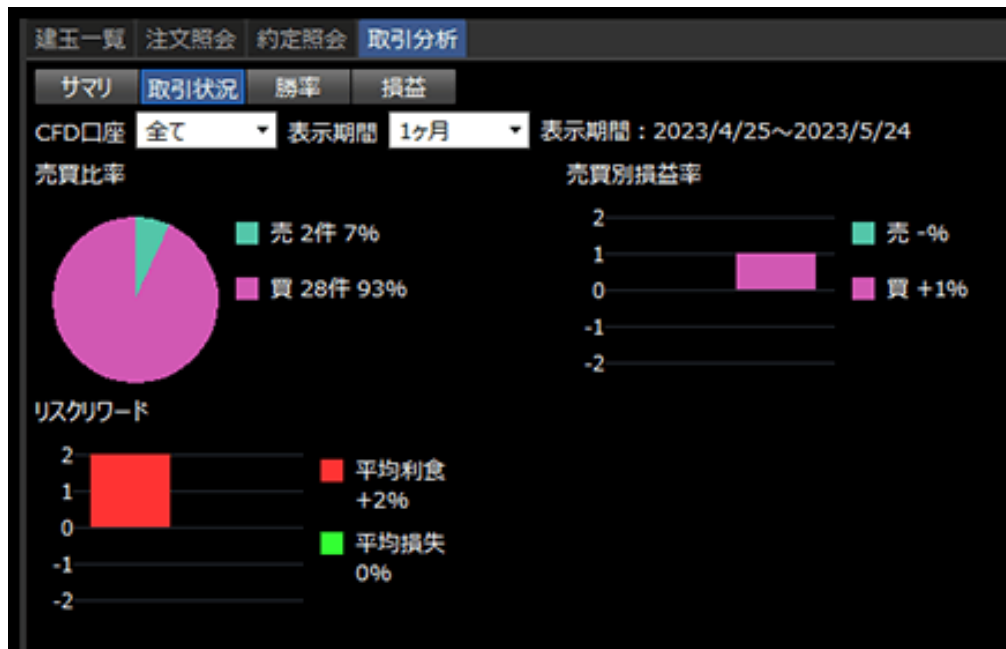 建玉一覧 注文照会 約定照会 取引分析
サマリ 取引状況 勝率 損益
CFD口座 全て 表示期間 1ヶ月 表示期間：2023/4/25～2023/5/24
売買比率
売 2件 7%
買 28件 93%
売買別損益率
2
1
0
-1
-2
売 -%
買 +1%
リスクリワード
2
1
0
-1
-2
平均利食
+2%
平均損失
0%